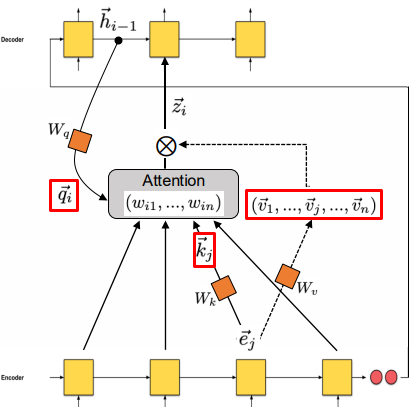 $\vec{h}_{i-1}$
Decoder
$\vec{z}_i$
$W_q$
Attention
$\vec{q}_i$
$(w_{i1}, ..., w_{in})$
$(\vec{v}_1, ..., \vec{v}_j, ..., \vec{v}_n)$
$\vec{k}_j$
$W_k$
$W_v$
$\vec{e}_j$
Encoder